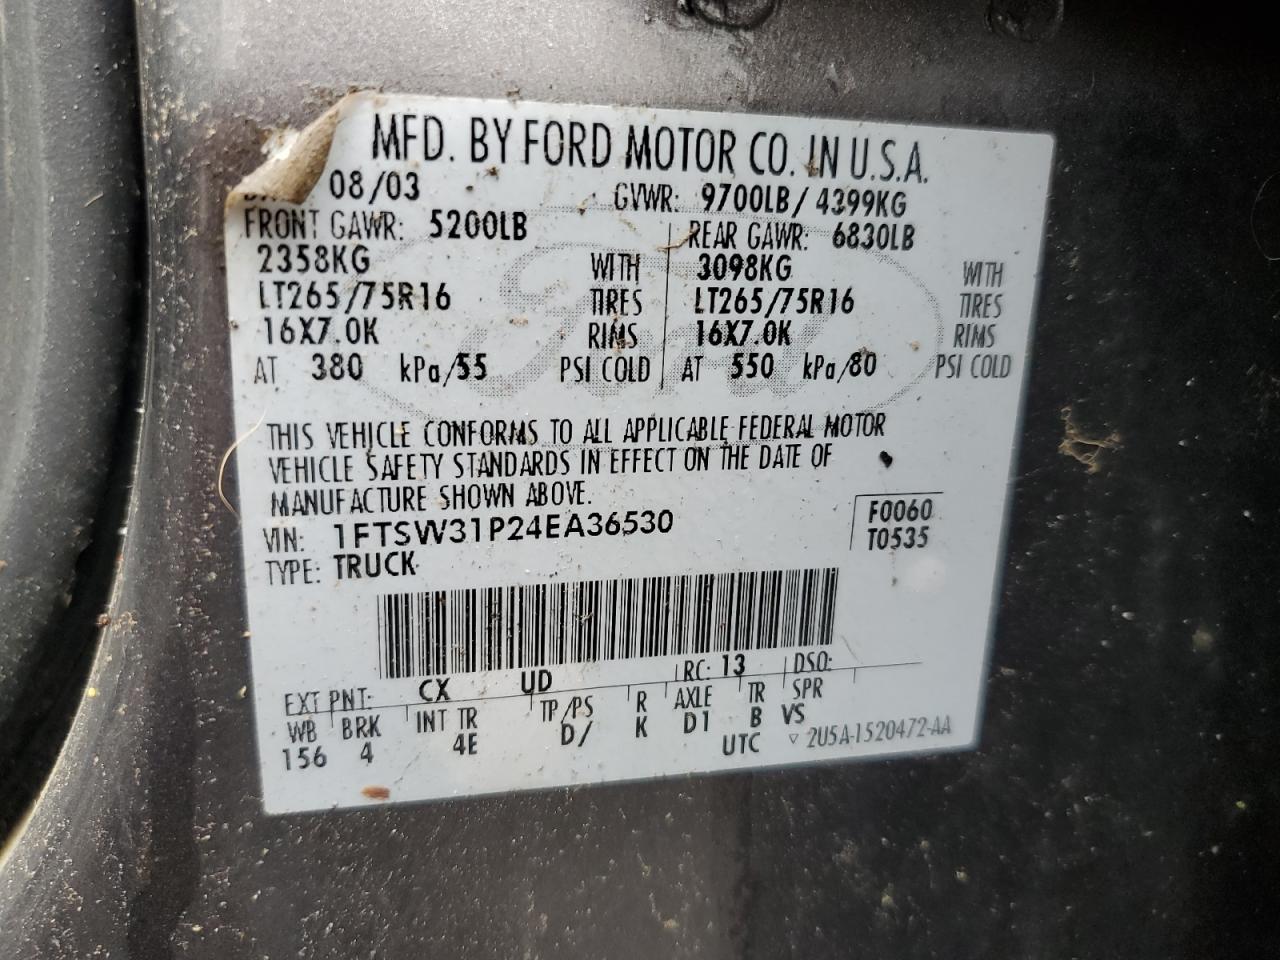 MFD. BY FORD MOTOR CO. IN U.S.A.
08/03 GVWR: 9700LB/ 4399KG
FRONT GAWR: 5200LB REAR GAWR: 6830LB
2358KG WITH 3098KG WITH
LT265/75R16 TIRES LT265/75R16 TIRES
16X7.0K RIMS 16X7.0K RIMS
AT 380 kPa/55 PSI COLD AT 550 kPa/80 PSI COLD
THIS VEHICLE CONFORMS TO ALL APPLICABLE FEDERAL MOTOR
VEHICLE SAFETY STANDARDS IN EFFECT ON THE DATE OF
MANUFACTURE SHOWN ABOVE.
VIN: 1FTSW31P24EA36530 F0060
TYPE: TRUCK T0535
EXT PNT: CX UD RC: 13 DSO:
WB BRK INT TR TP/PS R AXLE TR SPR
156 4 4E D/ K D1 B VS
UTC ▽ 2U5A-1520472-AA
Ford